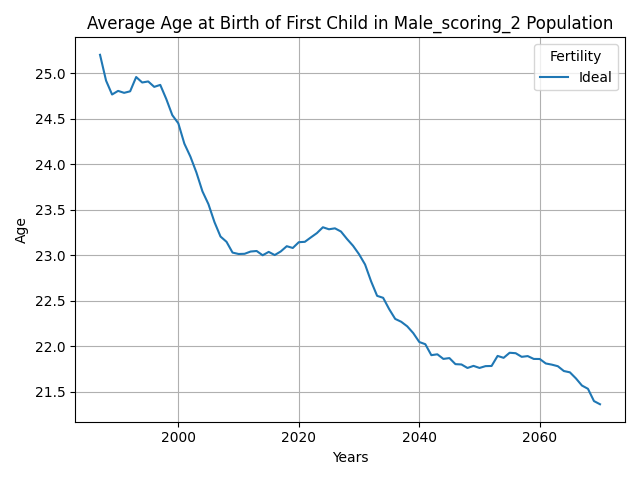 Average Age at Birth of First Child in Male_scoring_2 Population
Fertility
Ideal
25.0
24.5
24.0
23.5
23.0
22.5
22.0
21.5
Age
2000 2020 2040 2060
Years